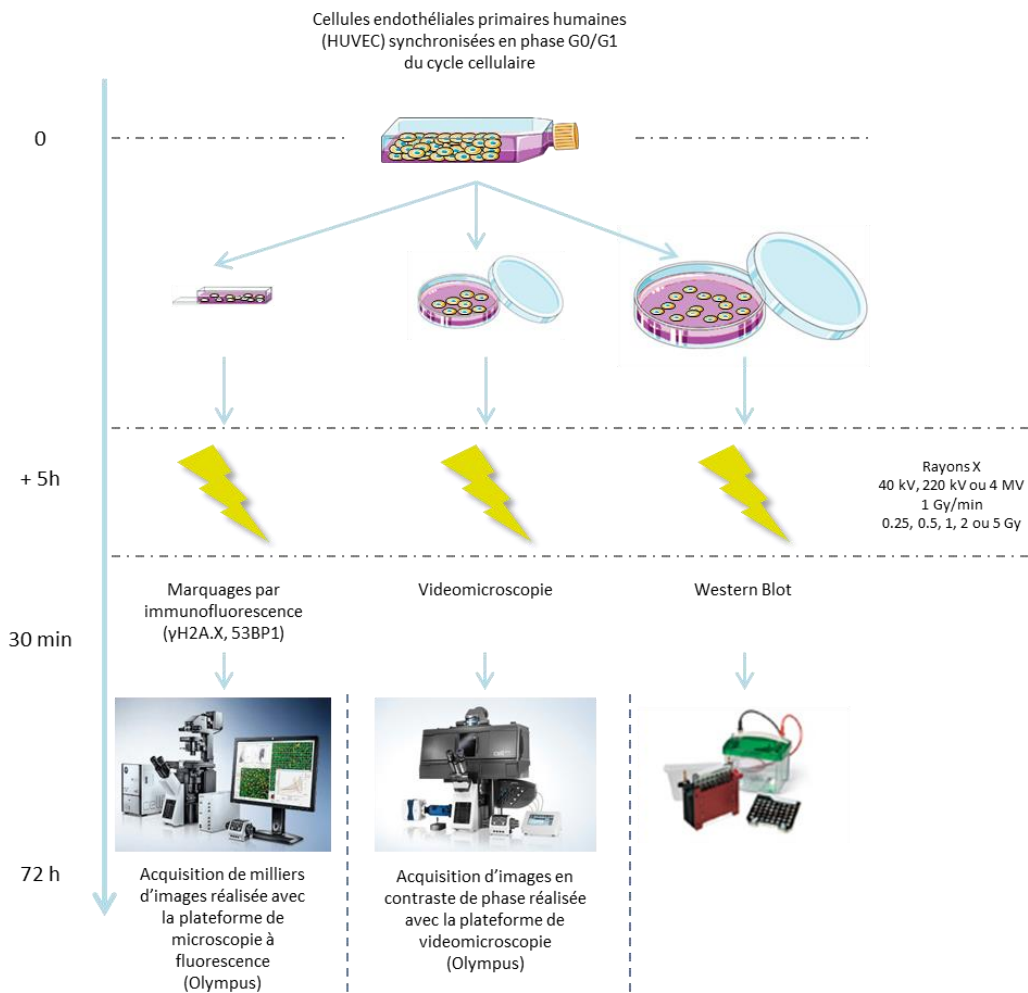 Cellules endothéliales primaires humaines
(HUVEC) synchronisées en phase G0/G1
du cycle cellulaire
0
+ 5h
Rayons X
40 kV, 220 kV ou 4 MV
1 Gy/min
0.25, 0.5, 1, 2 ou 5 Gy
Marquages par
immunofluorescence
(γH2A.X, 53BP1)
Videomicroscopie
Western Blot
30 min
72 h
Acquisition de milliers
d’images réalisée avec
la plateforme de
microscopie à
fluorescence
(Olympus)
Acquisition d’images en
contraste de phase réalisée
avec la plateforme de
videomicroscopie
(Olympus)